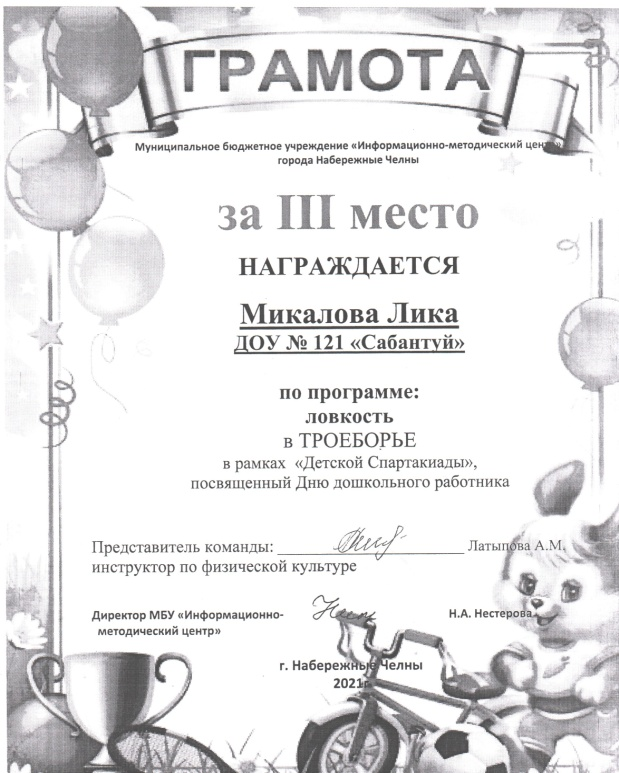 ГРАМОТА
Муниципальное бюджетное учреждение «Информационно-методический центр»
города Набережные Челны
за III место
НАГРАЖДАЕТСЯ
Микалова Лика
ДОУ № 121 «Сабантуй»
по программе:
ловкость
в ТРОЕБОРЬЕ
в рамках «Детской Спартакиады»,
посвященный Дню дошкольного работника
Представитель команды: Латыпова А.М.
инструктор по физической культуре
Директор МБУ «Информационно- Н.А. Нестерова
методический центр»
г. Набережные Челны
2021г.